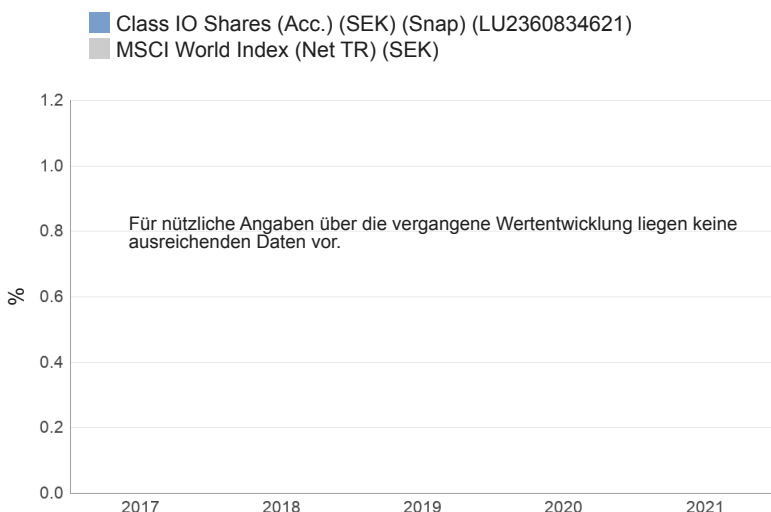 Class IO Shares (Acc.) (SEK) (Snap) (LU2360834621)
MSCI World Index (Net TR) (SEK)
1.2
1.0
Für nützliche Angaben über die vergangene Wertentwicklung liegen keine
0.8
ausreichenden Daten vor.
%
0.6
0.4
0.2
0.0
2017 2018 2019 2020 2021